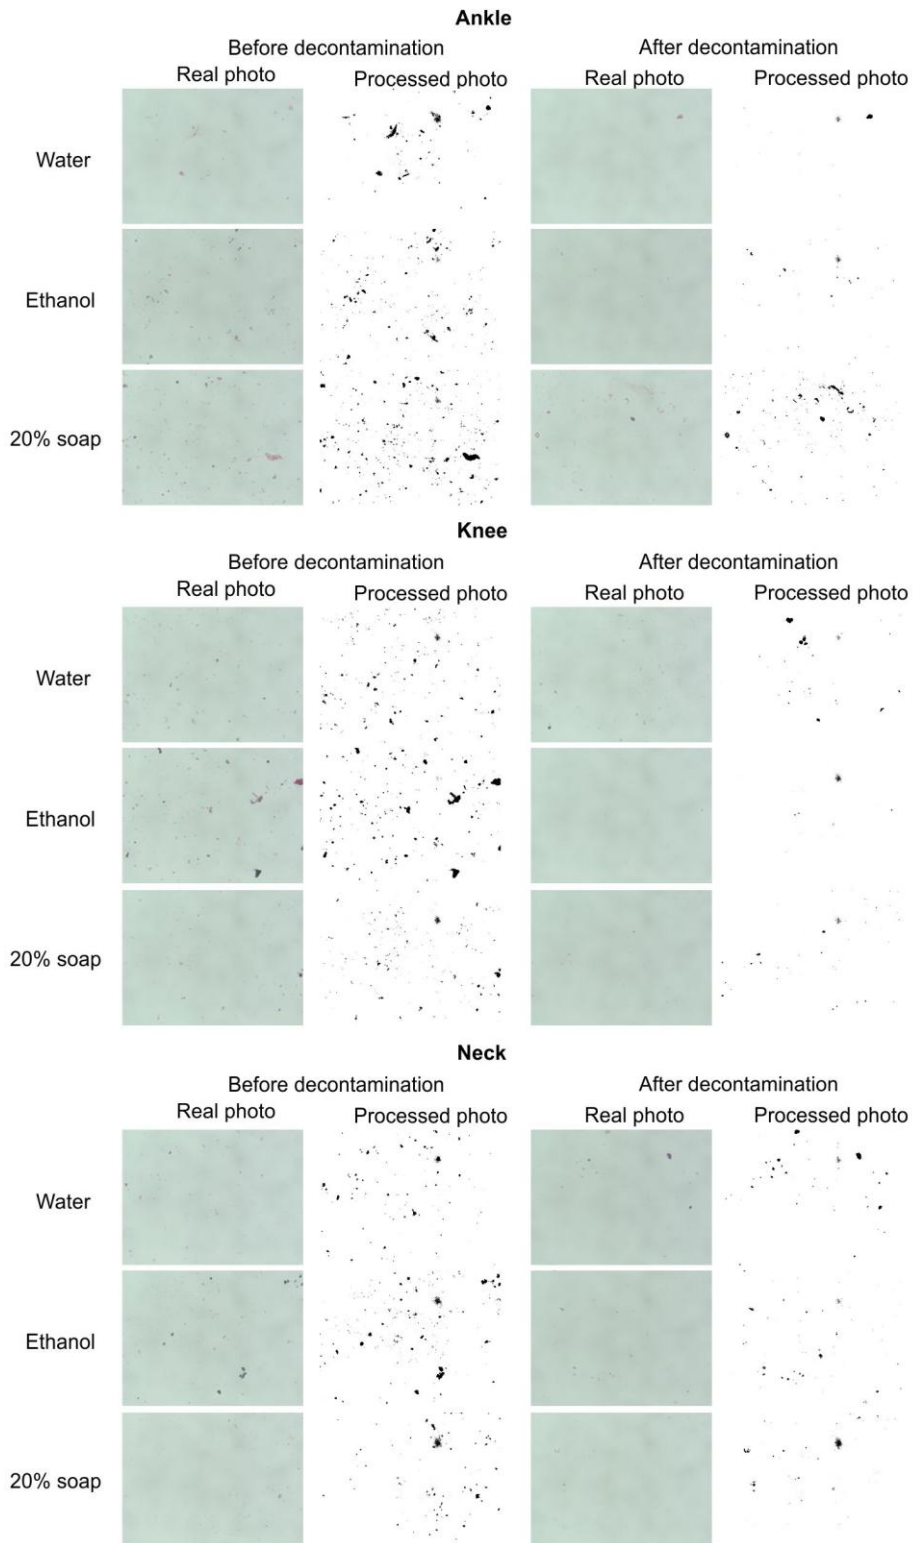 Ankle
Before decontamination After decontamination
Real photo Processed photo Real photo Processed photo
Water
Ethanol
20% soap
Knee
Before decontamination After decontamination
Real photo Processed photo Real photo Processed photo
Water
Ethanol
20% soap
Neck
Before decontamination After decontamination
Real photo Processed photo Real photo Processed photo
Water
Ethanol
20% soap